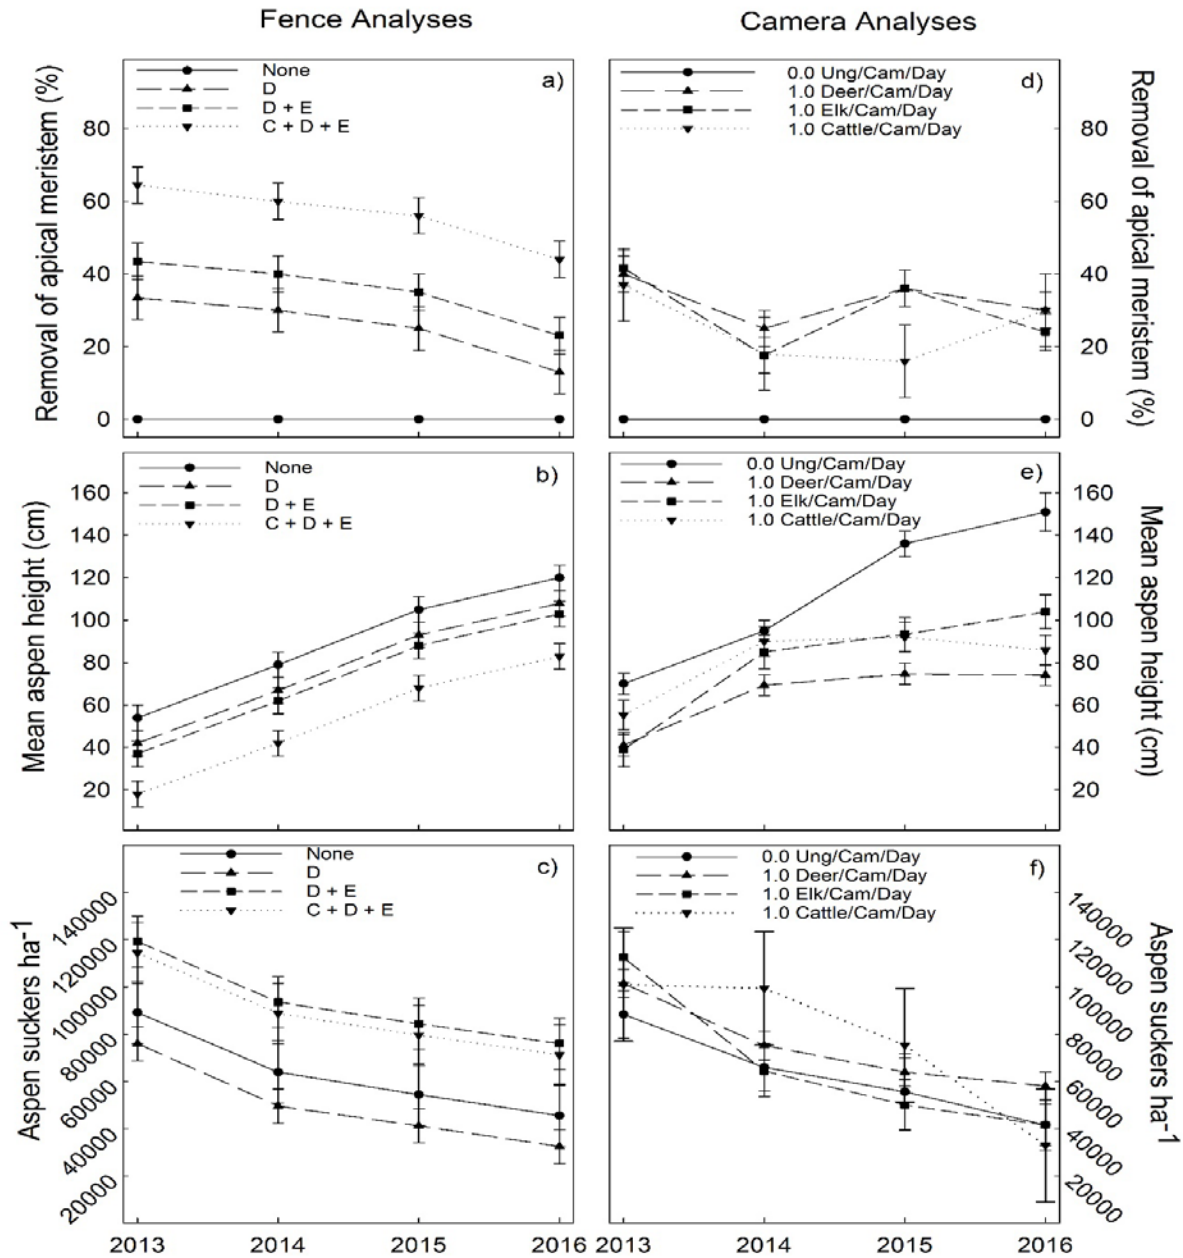 Fence Analyses
Camera Analyses
None
D
D + E
C + D + E
a)
80
60
40
20
0
Removal of apical meristem (%)
0.0 Ung/Cam/Day
1.0 Deer/Cam/Day
1.0 Elk/Cam/Day
1.0 Cattle/Cam/Day
d)
80
60
40
20
0
Removal of apical meristem (%)
None
D
D + E
C + D + E
b)
160
140
120
100
80
60
40
20
Mean aspen height (cm)
0.0 Ung/Cam/Day
1.0 Deer/Cam/Day
1.0 Elk/Cam/Day
1.0 Cattle/Cam/Day
e)
160
140
120
100
80
60
40
20
Mean aspen height (cm)
None
D
D + E
C + D + E
c)
140000
120000
100000
80000
60000
40000
20000
Aspen suckers ha-1
2013 2014 2015 2016
0.0 Ung/Cam/Day
1.0 Deer/Cam/Day
1.0 Elk/Cam/Day
1.0 Cattle/Cam/Day
f)
140000
120000
100000
80000
60000
40000
20000
Aspen suckers ha-1
2013 2014 2015 2016